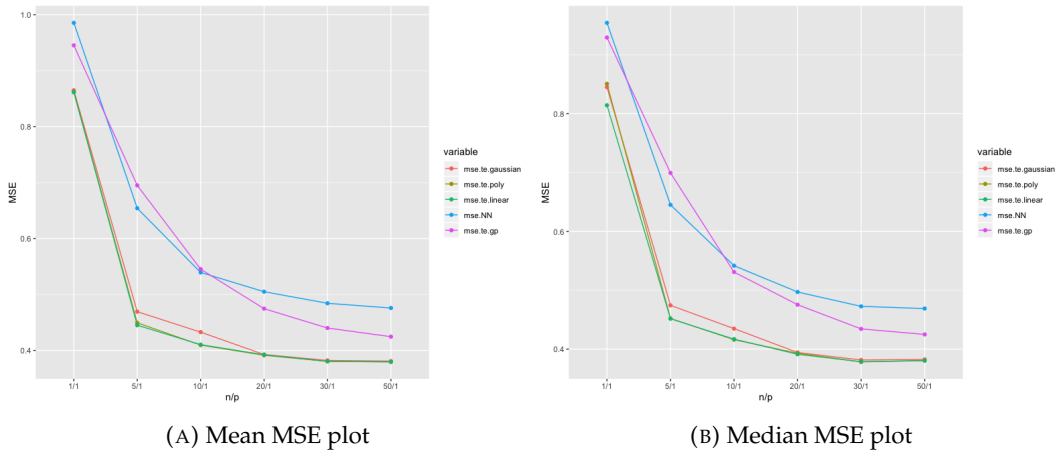 1.0
0.8
0.6
0.4
MSE
1/1 5/1 10/1 20/1 30/1 50/1
n/p
variable
mse.te.gaussian
mse.te.poly
mse.te.linear
mse.NN
mse.te.gp
(A) Mean MSE plot
0.8
0.6
0.4
MSE
1/1 5/1 10/1 20/1 30/1 50/1
n/p
variable
mse.te.gaussian
mse.te.poly
mse.te.linear
mse.NN
mse.te.gp
(B) Median MSE plot